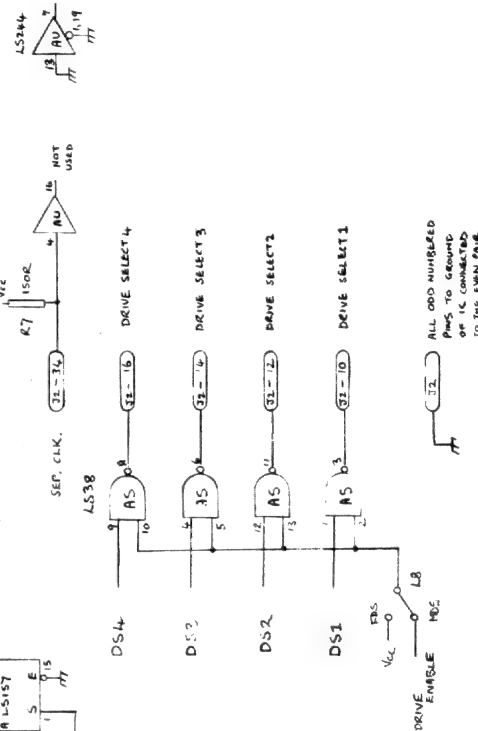 LS244
13
AU
7
1,19
Vcc
R7
150R
SEP. CLK.
J2-34
4
AU
16
NOT
USED
LS38
DS4
9
10
AS
8
J2-16
DRIVE SELECT 4
DS3
4
5
AS
6
J2-14
DRIVE SELECT 3
DS2
12
13
AS
11
J2-12
DRIVE SELECT 2
DS1
1
2
AS
3
J2-10
DRIVE SELECT 1
FDS
Vcc
L8
MDS
DRIVE
ENABLE
J2
ALL ODD NUMBERED
PINS TO GROUND
OF IC CONNECTED
TO THE EVEN PAIR
A LS157
S
E
1
15